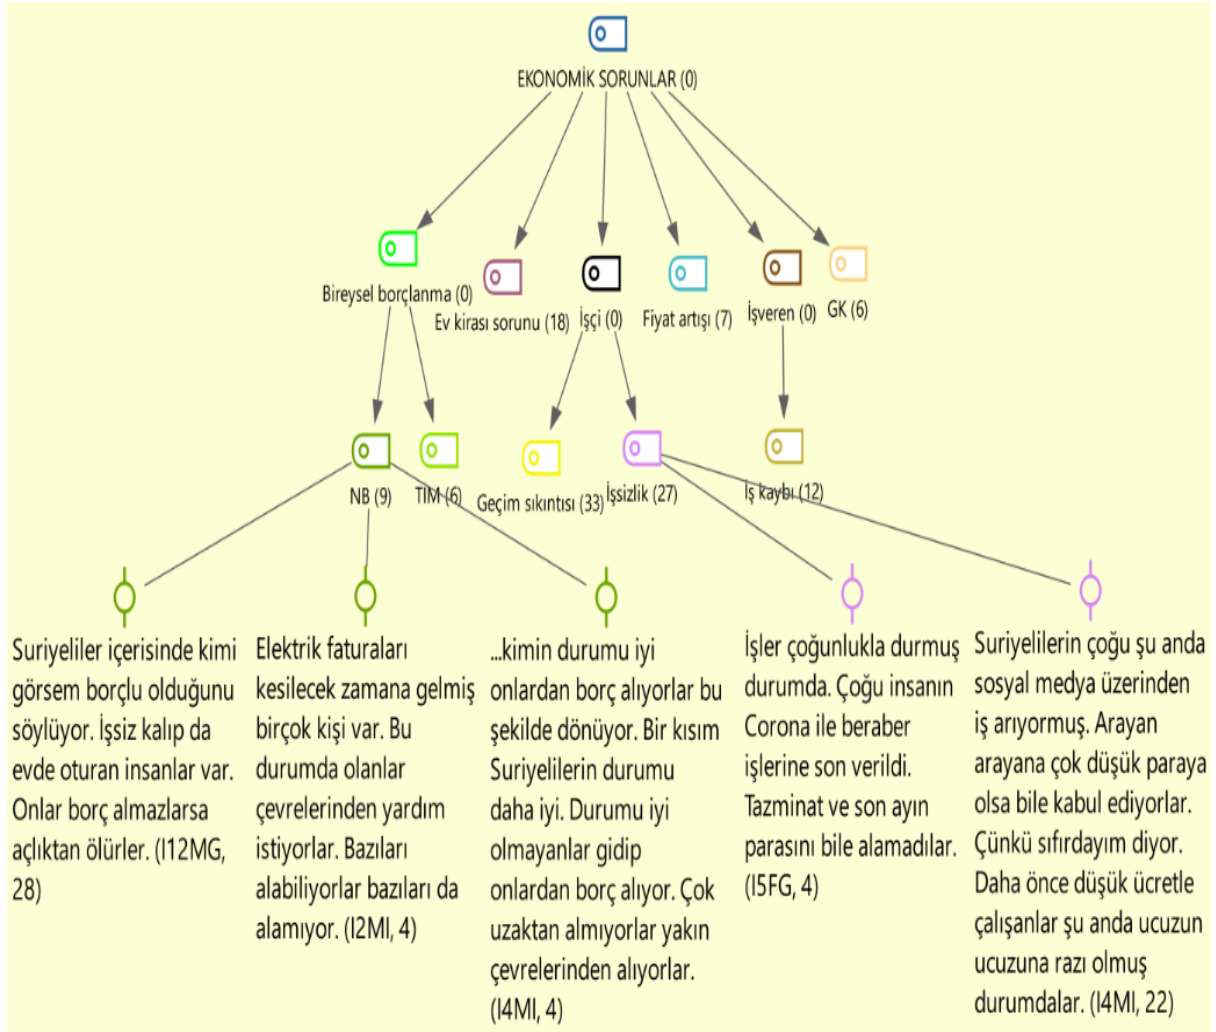 EKONOMİK SORUNLAR (0)
Bireysel borçlanma (0)
Ev kirası sorunu (18)
İşçi (0)
Fiyat artışı (7)
İşveren (0)
GK (6)
NB (9)
TIM (6)
Geçim sıkıntısı (33)
İşsizlik (27)
İş kaybı (12)
Suriyeliler içerisinde kimi
görsem borçlu olduğunu
söylüyor. İşsiz kalıp da
evde oturan insanlar var.
Onlar borç almazlarsa
açlıktan ölürler. (I12MG,
28)
Elektrik faturaları
kesilecek zamana gelmiş
birçok kişi var. Bu
durumda olanlar
çevrelerinden yardım
istiyorlar. Bazıları
alabiliyorlar bazıları da
alamıyor. (I2MI, 4)
...kimin durumu iyi
onlardan borç alıyorlar bu
şekilde dönüyor. Bir kısım
Suriyelilerin durumu
daha iyi. Durumu iyi
olmayanlar gidip
onlardan borç alıyor. Çok
uzaktan almıyorlar yakın
çevrelerinden alıyorlar.
(I4MI, 4)
İşler çoğunlukla durmuş
durumda. Çoğu insanın
Corona ile beraber
işlerine son verildi.
Tazminat ve son ayın
parasını bile alamadılar.
(I5FG, 4)
Suriyelilerin çoğu şu anda
sosyal medya üzerinden
iş arıyormuş. Arayan
arayana çok düşük paraya
olsa bile kabul ediyorlar.
Çünkü sıfırdayım diyor.
Daha önce düşük ücretle
çalışanlar şu anda ucuzun
ucuzuna razı olmuş
durumdalar. (I4MI, 22)